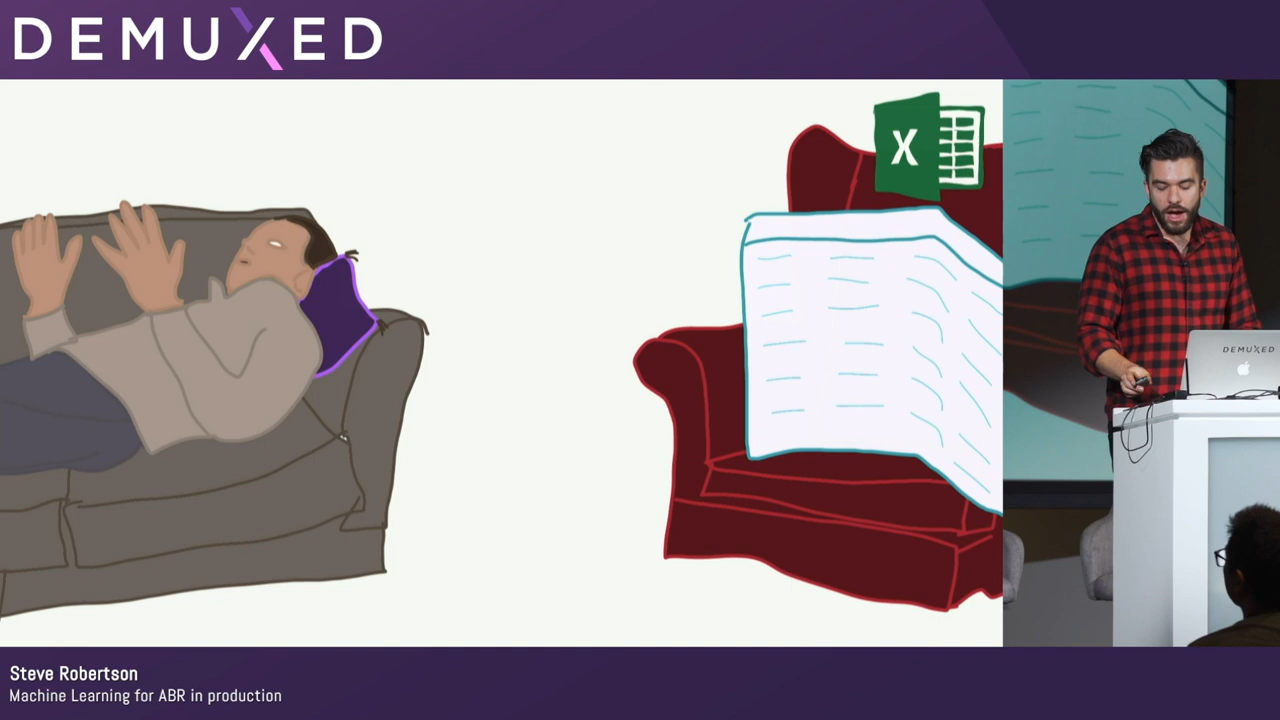 DEMUXED
X
DEMUXED
Steve Robertson
Machine Learning for ABR in production